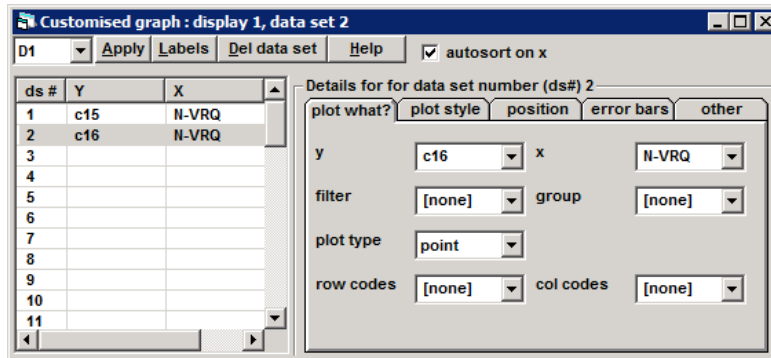 Customised graph : display 1, data set 2
D1 Apply Labels Del data set Help autosort on x
ds # Y X
1 c15 N-VRQ
2 c16 N-VRQ
3
4
5
6
7
8
9
10
11
Details for for data set number (ds#) 2
plot what? plot style position error bars other
y c16 x N-VRQ
filter [none] group [none]
plot type point
row codes [none] col codes [none]